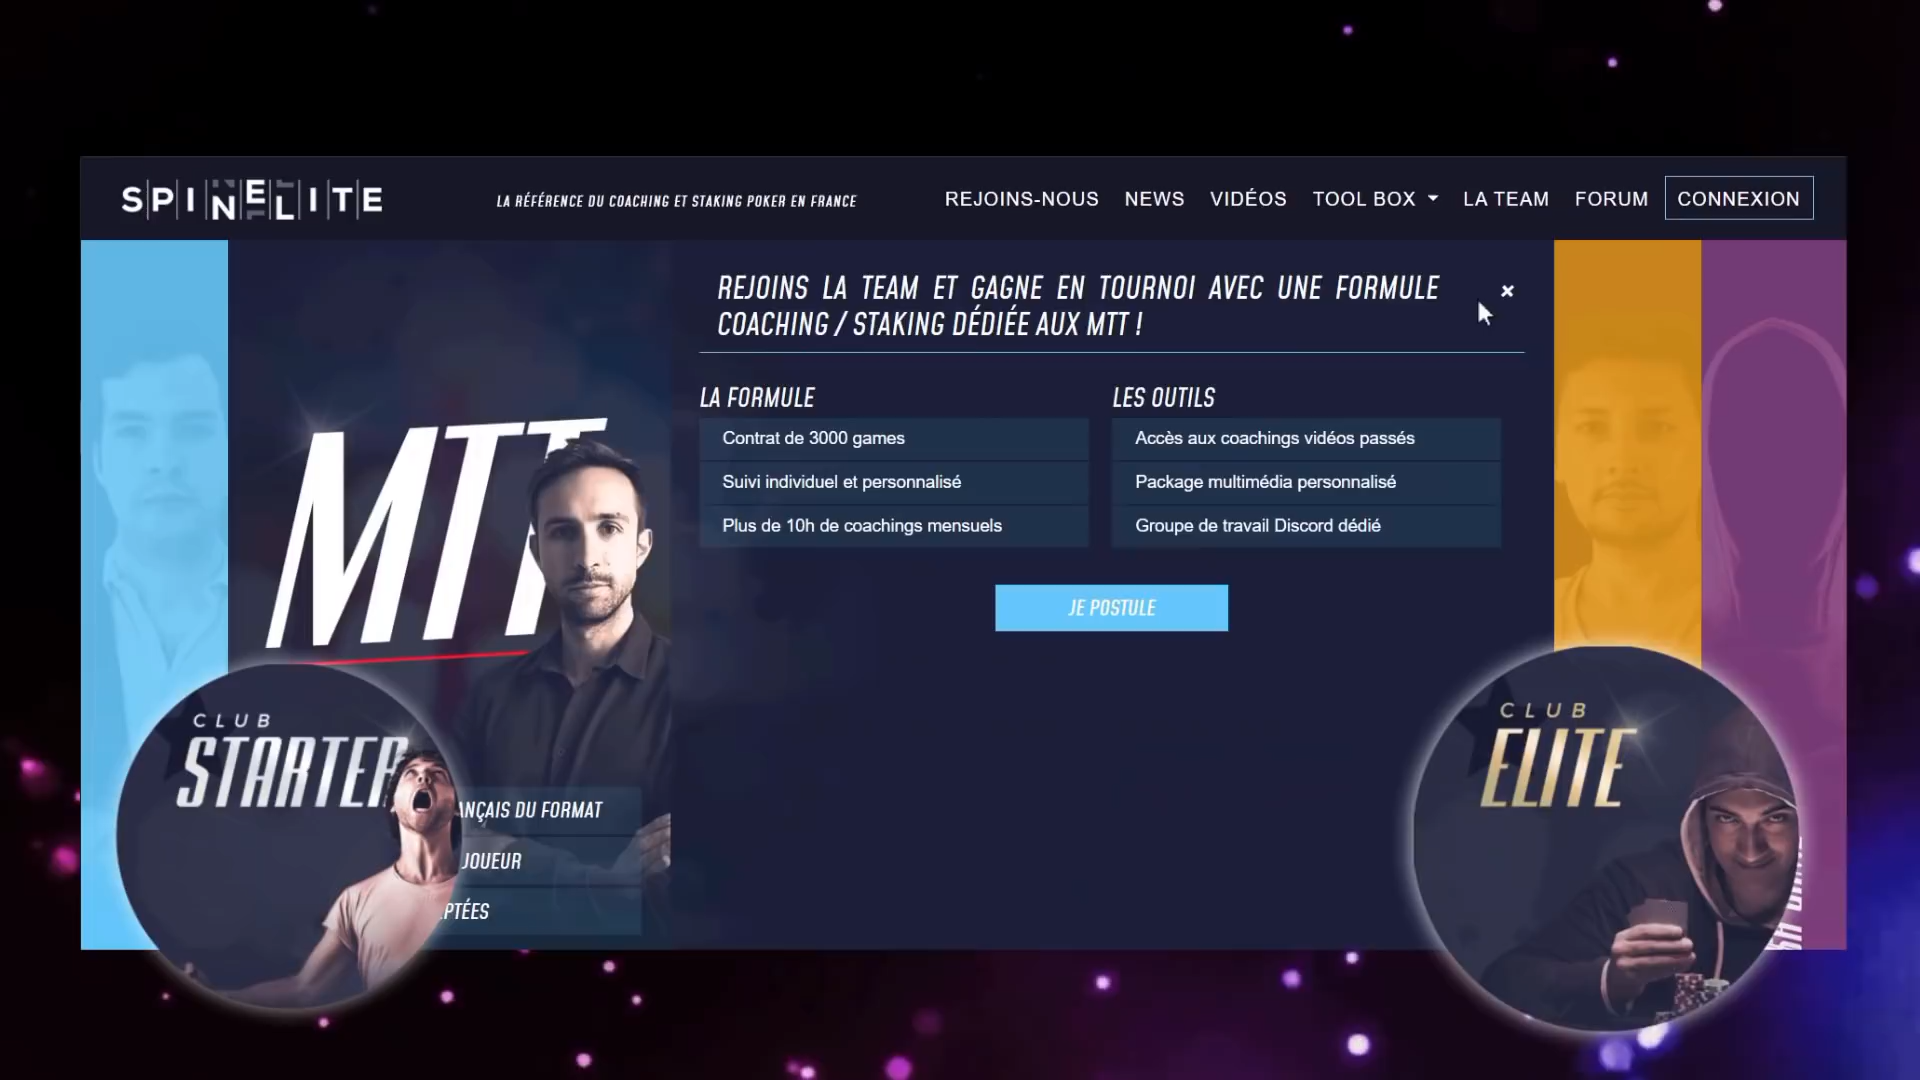 SPINELITE
LA RÉFÉRENCE DU COACHING ET STAKING POKER EN FRANCE
REJOINS-NOUS NEWS VIDÉOS TOOL BOX LA TEAM FORUM CONNEXION
REJOINS LA TEAM ET GAGNE EN TOURNOI AVEC UNE FORMULE
COACHING / STAKING DÉDIÉE AUX MTT !
MTT
LA FORMULE
Contrat de 3000 games
Suivi individuel et personnalisé
Plus de 10h de coachings mensuels
LES OUTILS
Accès aux coachings vidéos passés
Package multimédia personnalisé
Groupe de travail Discord dédié
JE POSTULE
CLUB
STARTER
ANÇAIS DU FORMAT
JOUEUR
PTÉES
CLUB
ELITE